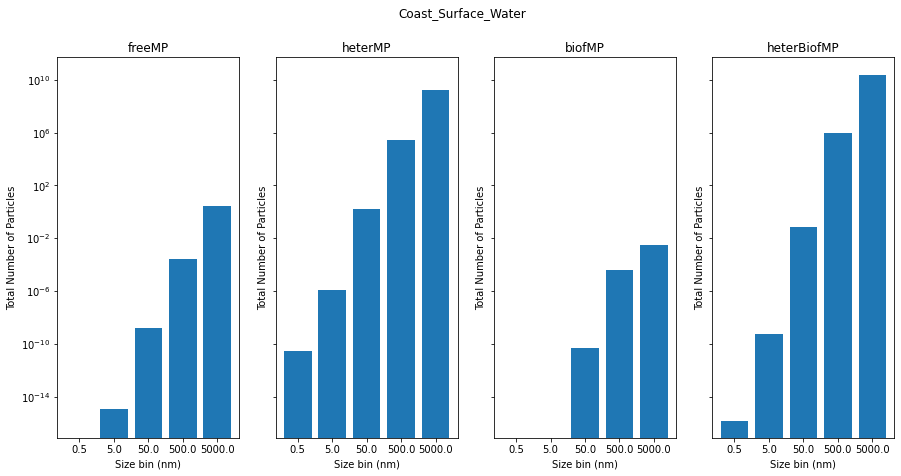 Coast_Surface_Water
freeMP
heterMP
biofMP
heterBiofMP
Total Number of Particles
10^10
10^6
10^2
10^-2
10^-6
10^-10
10^-14
0.5 5.0 50.0 500.0 5000.0
Size bin (nm)
Total Number of Particles
0.5 5.0 50.0 500.0 5000.0
Size bin (nm)
Total Number of Particles
0.5 5.0 50.0 500.0 5000.0
Size bin (nm)
Total Number of Particles
0.5 5.0 50.0 500.0 5000.0
Size bin (nm)